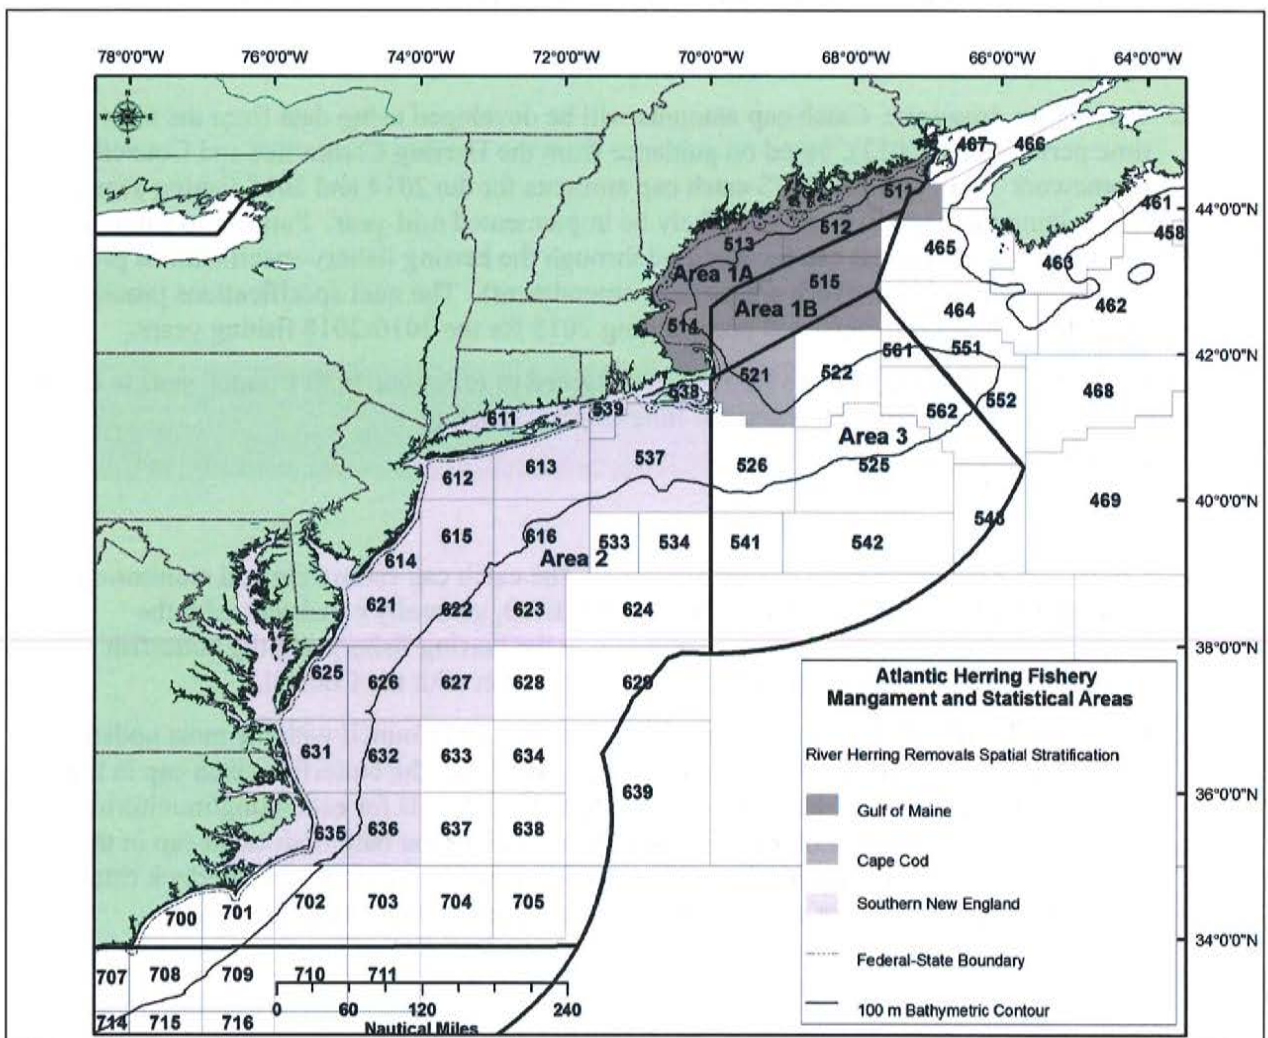 78°0'0"W 76°0'0"W 74°0'0"W 72°0'0"W 70°0'0"W 68°0'0"W 66°0'0"W 64°0'0"W
N
W E
S
467 466
511 461
44°0'0"N
512 458
513 465
Area 1A 463
515
Area 1B 464 462
514
561 551 42°0'0"N
521 522
538 552 468
611 539 562
Area 3
537
612 613 526 525
469 40°0'0"N
615 616 533 534 541 542 543
614 Area 2
621 622 623 624
38°0'0"N
625 626 627 628 629
631 632 633 634
639
635 636 637 638
36°0'0"N
700 701 702 703 704 705
34°0'0"N
707 708 709 710 711
0 60 120 240
Nautical Miles
714 715 716
Atlantic Herring Fishery
Mangament and Statistical Areas
River Herring Removals Spatial Stratification
Gulf of Maine
Cape Cod
Southern New England
Federal-State Boundary
100 m Bathymetric Contour